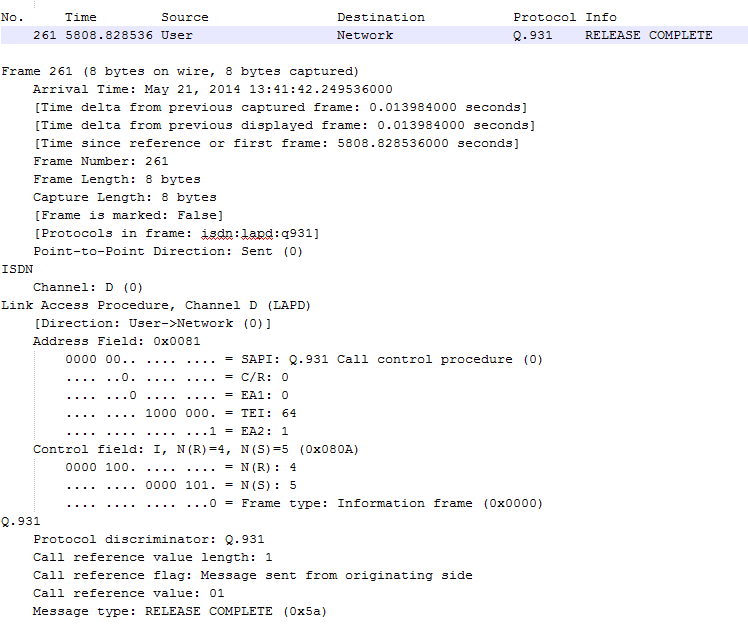 No. Time Source Destination Protocol Info
261 5808.828536 User Network Q.931 RELEASE COMPLETE
Frame 261 (8 bytes on wire, 8 bytes captured)
Arrival Time: May 21, 2014 13:41:42.249536000
[Time delta from previous captured frame: 0.013984000 seconds]
[Time delta from previous displayed frame: 0.013984000 seconds]
[Time since reference or first frame: 5808.828536000 seconds]
Frame Number: 261
Frame Length: 8 bytes
Capture Length: 8 bytes
[Frame is marked: False]
[Protocols in frame: isdn:lapd:q931]
Point-to-Point Direction: Sent (0)
ISDN
Channel: D (0)
Link Access Procedure, Channel D (LAPD)
[Direction: User->Network (0)]
Address Field: 0x0081
0000 00.. .... .... = SAPI: Q.931 Call control procedure (0)
.... ..0. .... .... = C/R: 0
.... ...0 .... .... = EA1: 0
.... .... 1000 000. = TEI: 64
.... .... .... ...1 = EA2: 1
Control field: I, N(R)=4, N(S)=5 (0x080A)
0000 100. .... .... = N(R): 4
.... .... 0000 101. = N(S): 5
.... .... .... ...0 = Frame type: Information frame (0x0000)
Q.931
Protocol discriminator: Q.931
Call reference value length: 1
Call reference flag: Message sent from originating side
Call reference value: 01
Message type: RELEASE COMPLETE (0x5a)